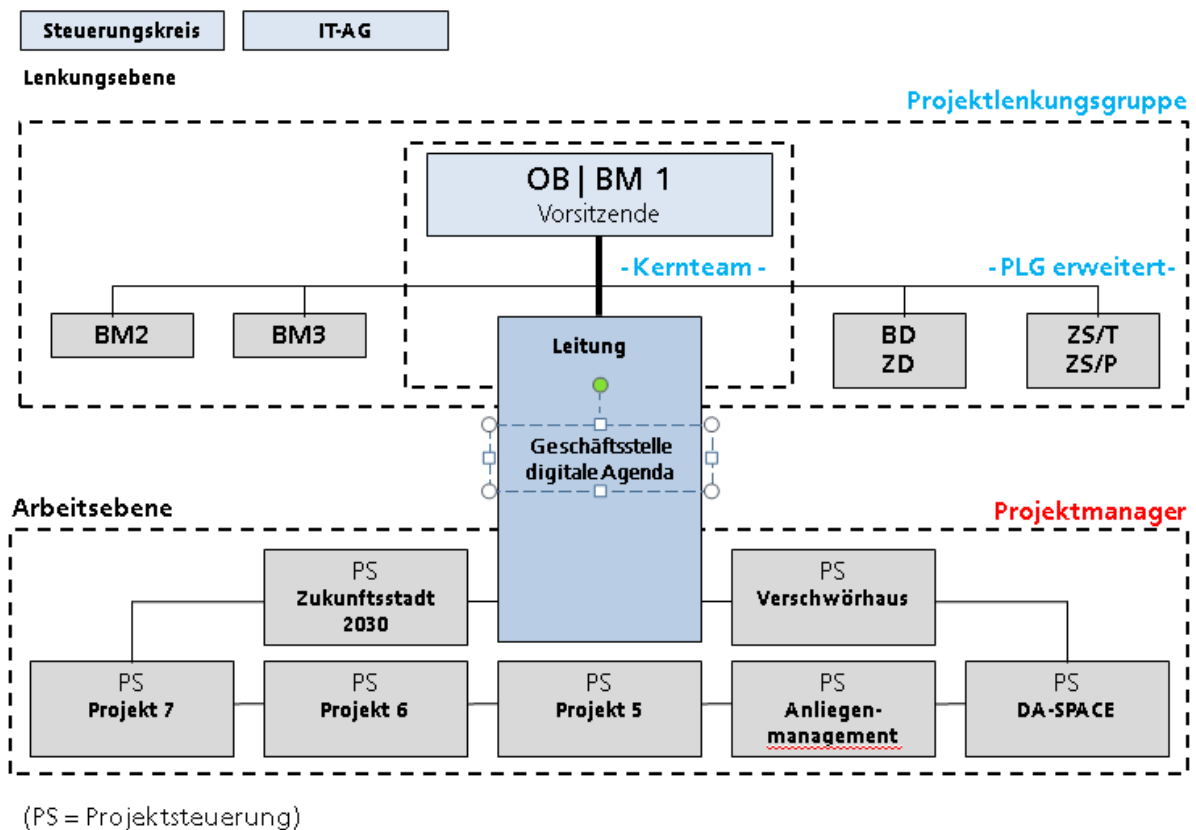 Steuerungskreis
IT-AG
Lenkungsebene
Projektlenkungsgruppe
OB | BM 1
Vorsitzende
- Kernteam -
- PLG erweitert-
BM2
BM3
Leitung
BD
ZD
ZS/T
ZS/P
Geschäftsstelle
digitale Agenda
Arbeitsebene
Projektmanager
PS
Zukunftsstadt
2030
PS
Verschwörhaus
PS
Projekt 7
PS
Projekt 6
PS
Projekt 5
PS
Anliegen-
management
PS
DA-SPACE
(PS = Projektsteuerung)